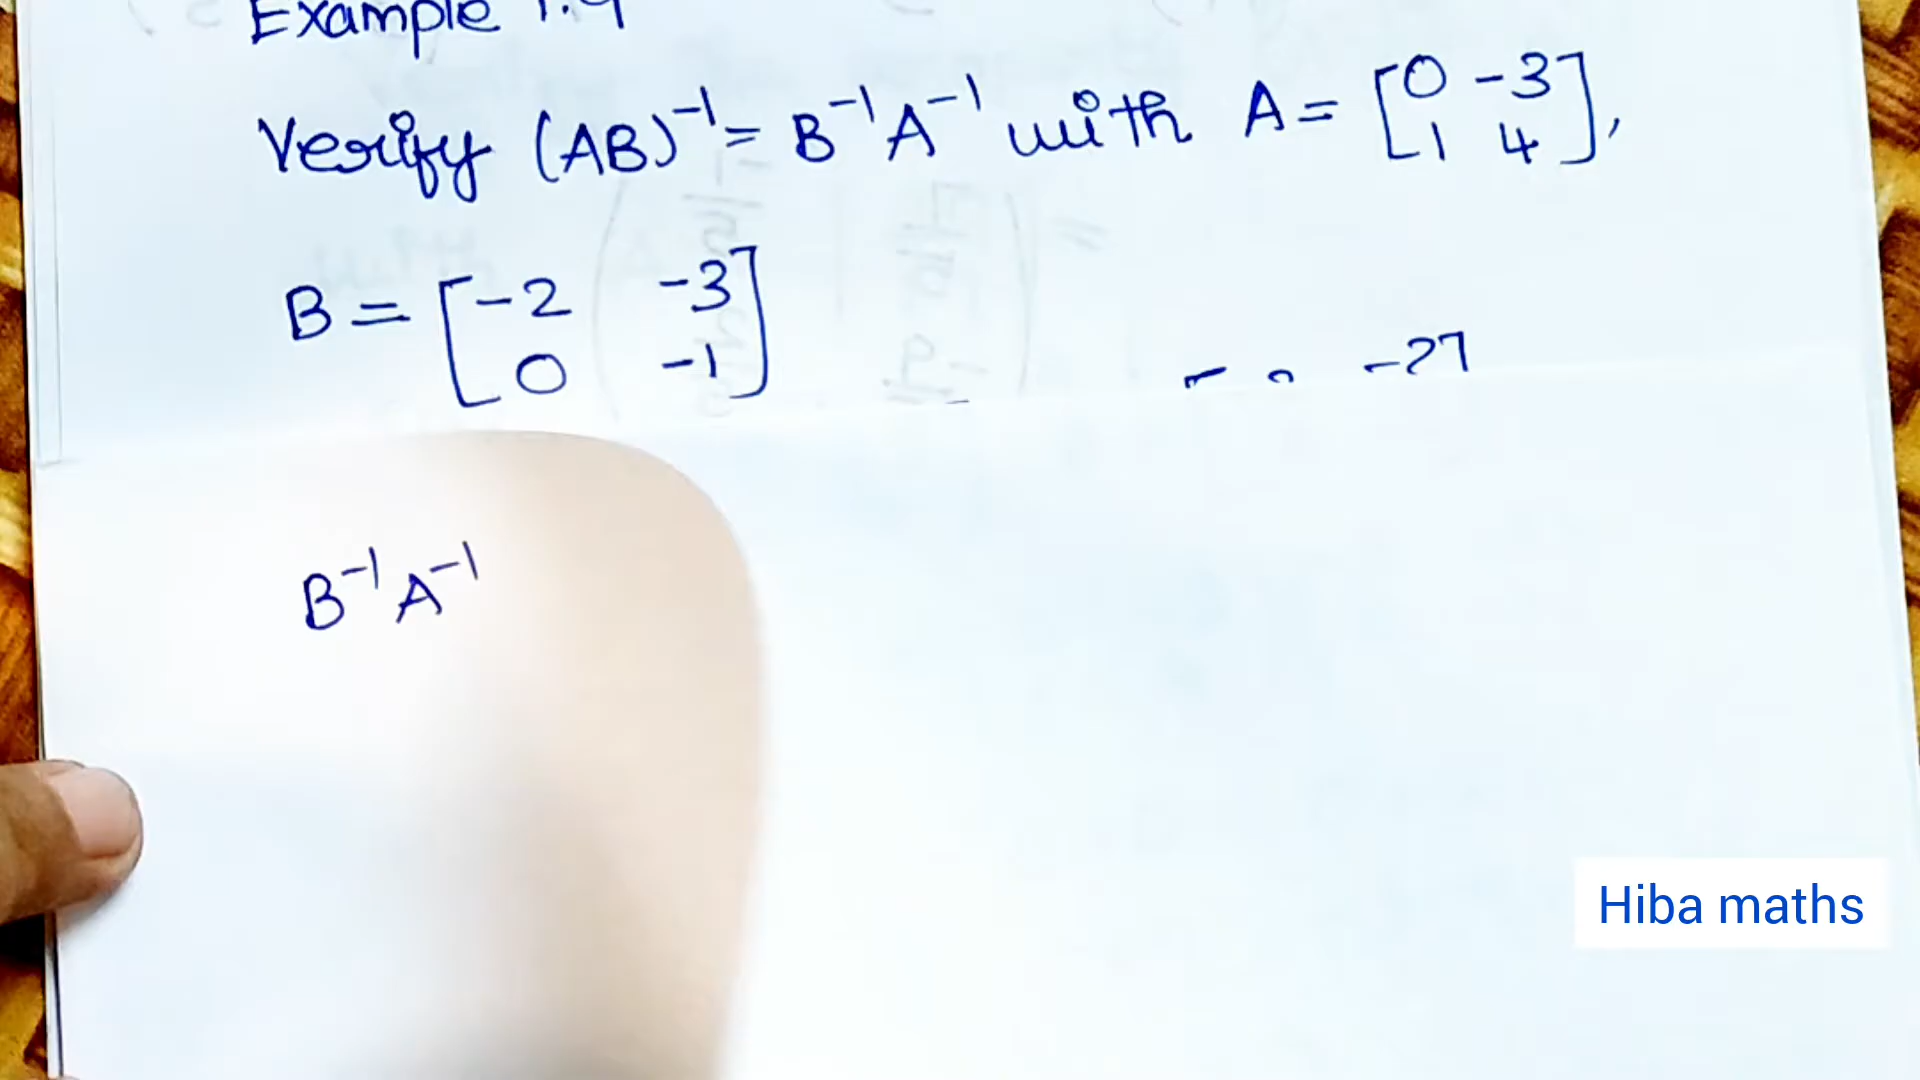 Example 1.9
Verify (AB)⁻¹ = B⁻¹A⁻¹ with A = [0 -3
1 4],
B = [-2 -3
0 -1]
B⁻¹A⁻¹
Hiba maths